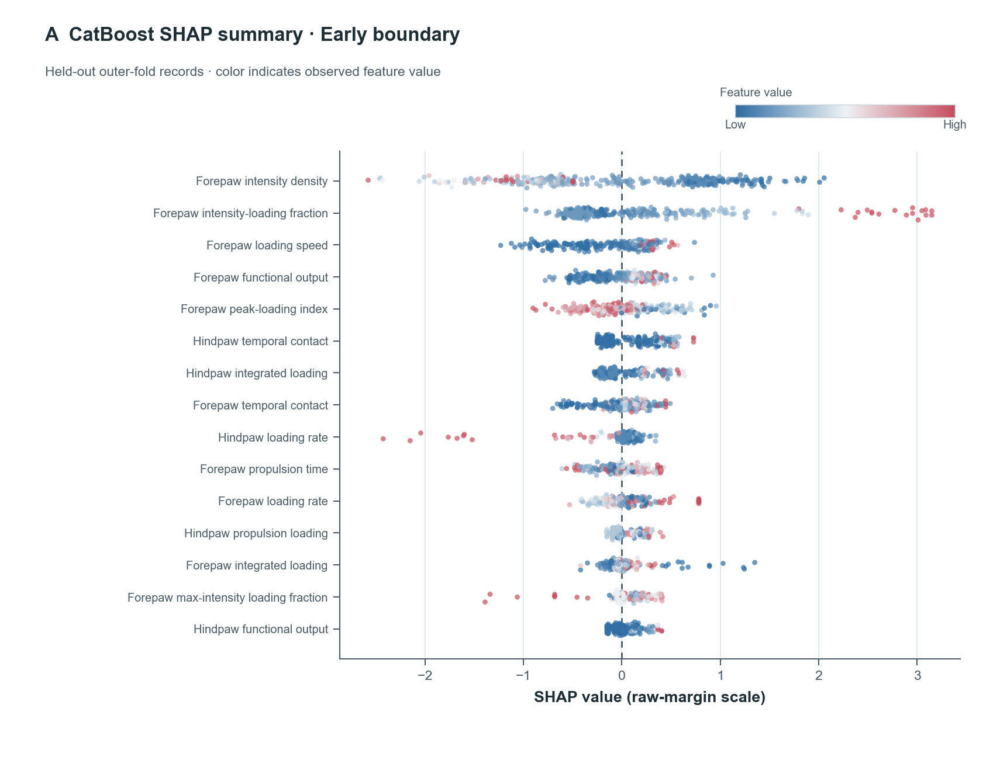 A CatBoost SHAP summary · Early boundary
Held-out outer-fold records · color indicates observed feature value
Feature value
Low High
Forepaw intensity density
Forepaw intensity-loading fraction
Forepaw loading speed
Forepaw functional output
Forepaw peak-loading index
Hindpaw temporal contact
Hindpaw integrated loading
Forepaw temporal contact
Hindpaw loading rate
Forepaw propulsion time
Forepaw loading rate
Hindpaw propulsion loading
Forepaw integrated loading
Forepaw max-intensity loading fraction
Hindpaw functional output
−2 −1 0 1 2 3
SHAP value (raw-margin scale)